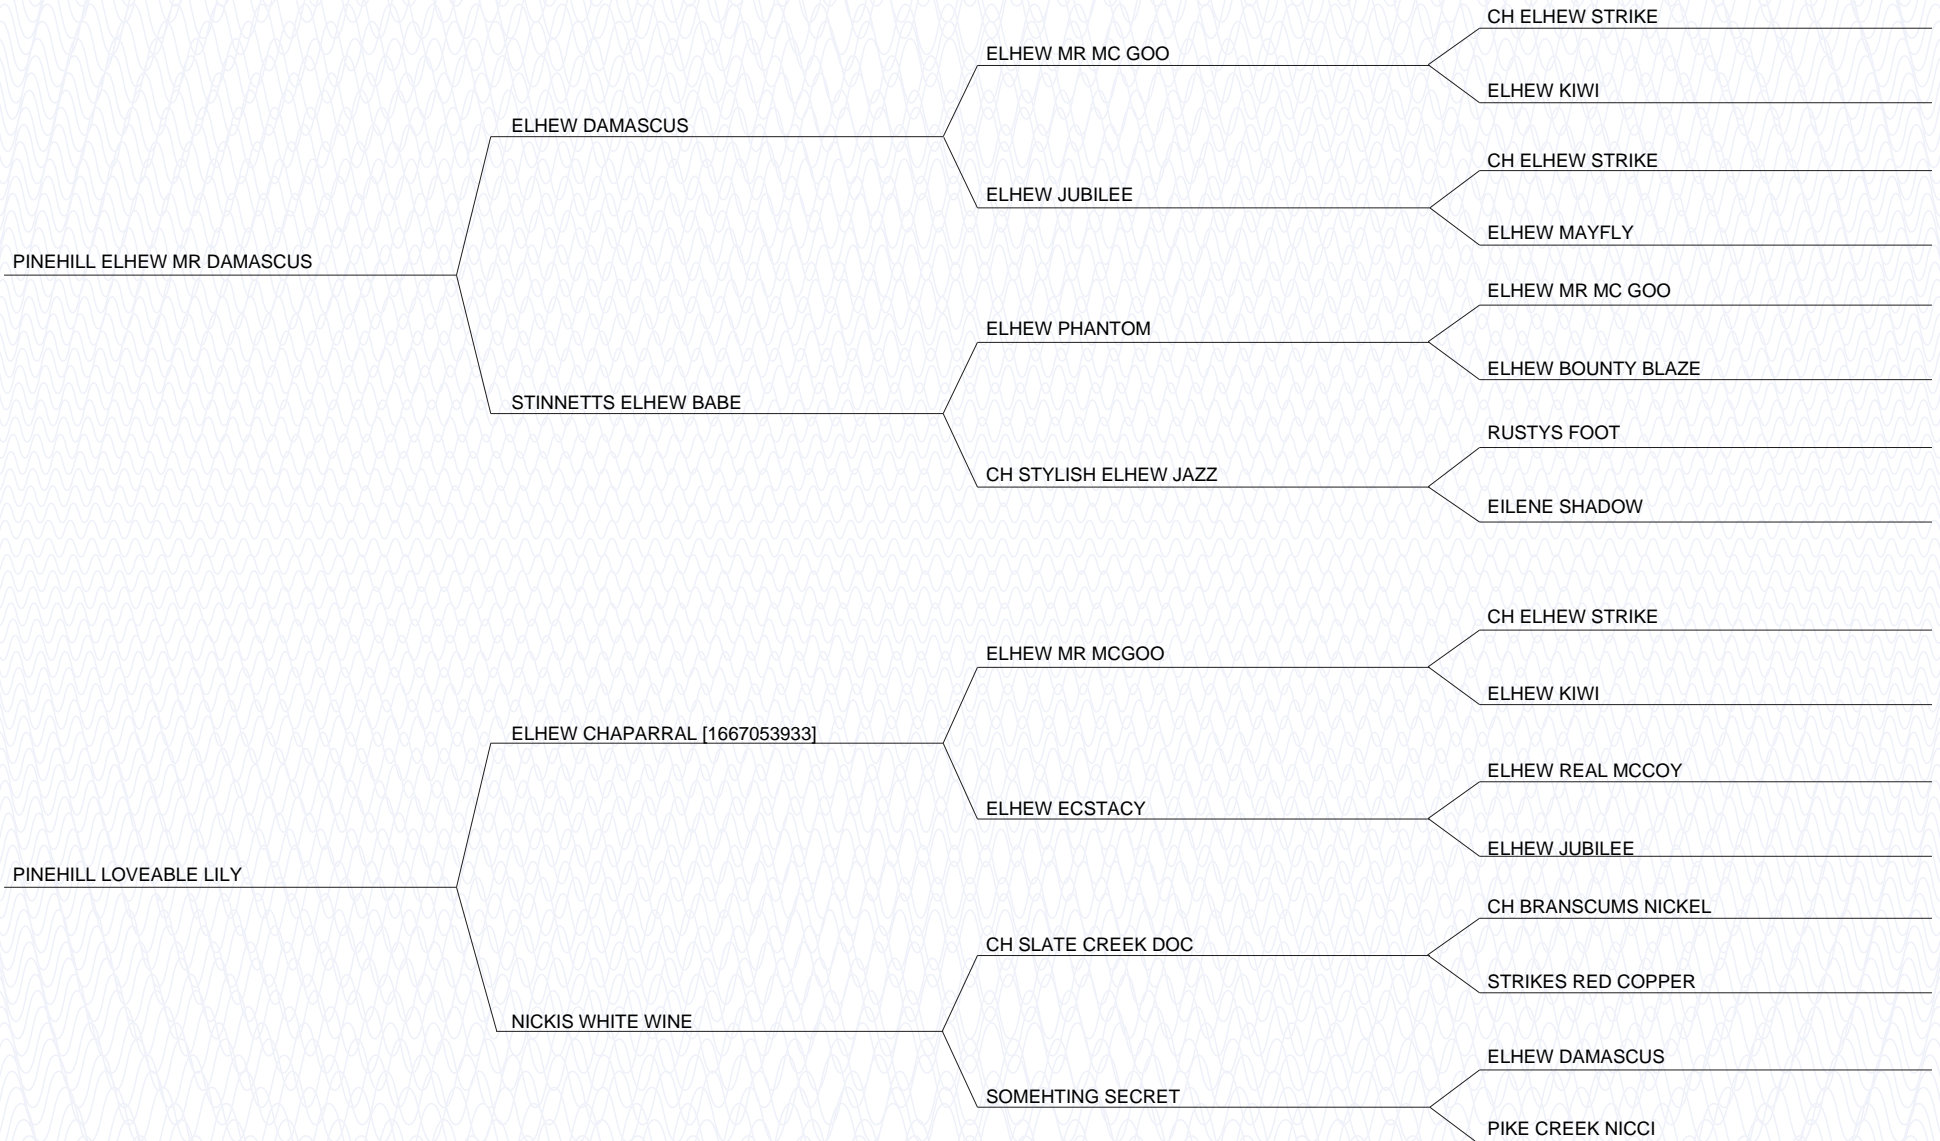 CH ELHEW STRIKE
ELHEW MR MC GOO
ELHEW KIWI
ELHEW DAMASCUS
CH ELHEW STRIKE
ELHEW JUBILEE
ELHEW MAYFLY
PINEHILL ELHEW MR DAMASCUS
ELHEW MR MC GOO
ELHEW PHANTOM
ELHEW BOUNTY BLAZE
STINNETTS ELHEW BABE
RUSTYS FOOT
CH STYLISH ELHEW JAZZ
EILENE SHADOW
CH ELHEW STRIKE
ELHEW MR MCGOO
ELHEW KIWI
ELHEW CHAPARRAL [1667053933]
ELHEW REAL MCCOY
ELHEW ECSTACY
ELHEW JUBILEE
PINEHILL LOVEABLE LILY
CH BRANSCUMS NICKEL
CH SLATE CREEK DOC
STRIKES RED COPPER
NICKIS WHITE WINE
ELHEW DAMASCUS
SOMEHTING SECRET
PIKE CREEK NICCI